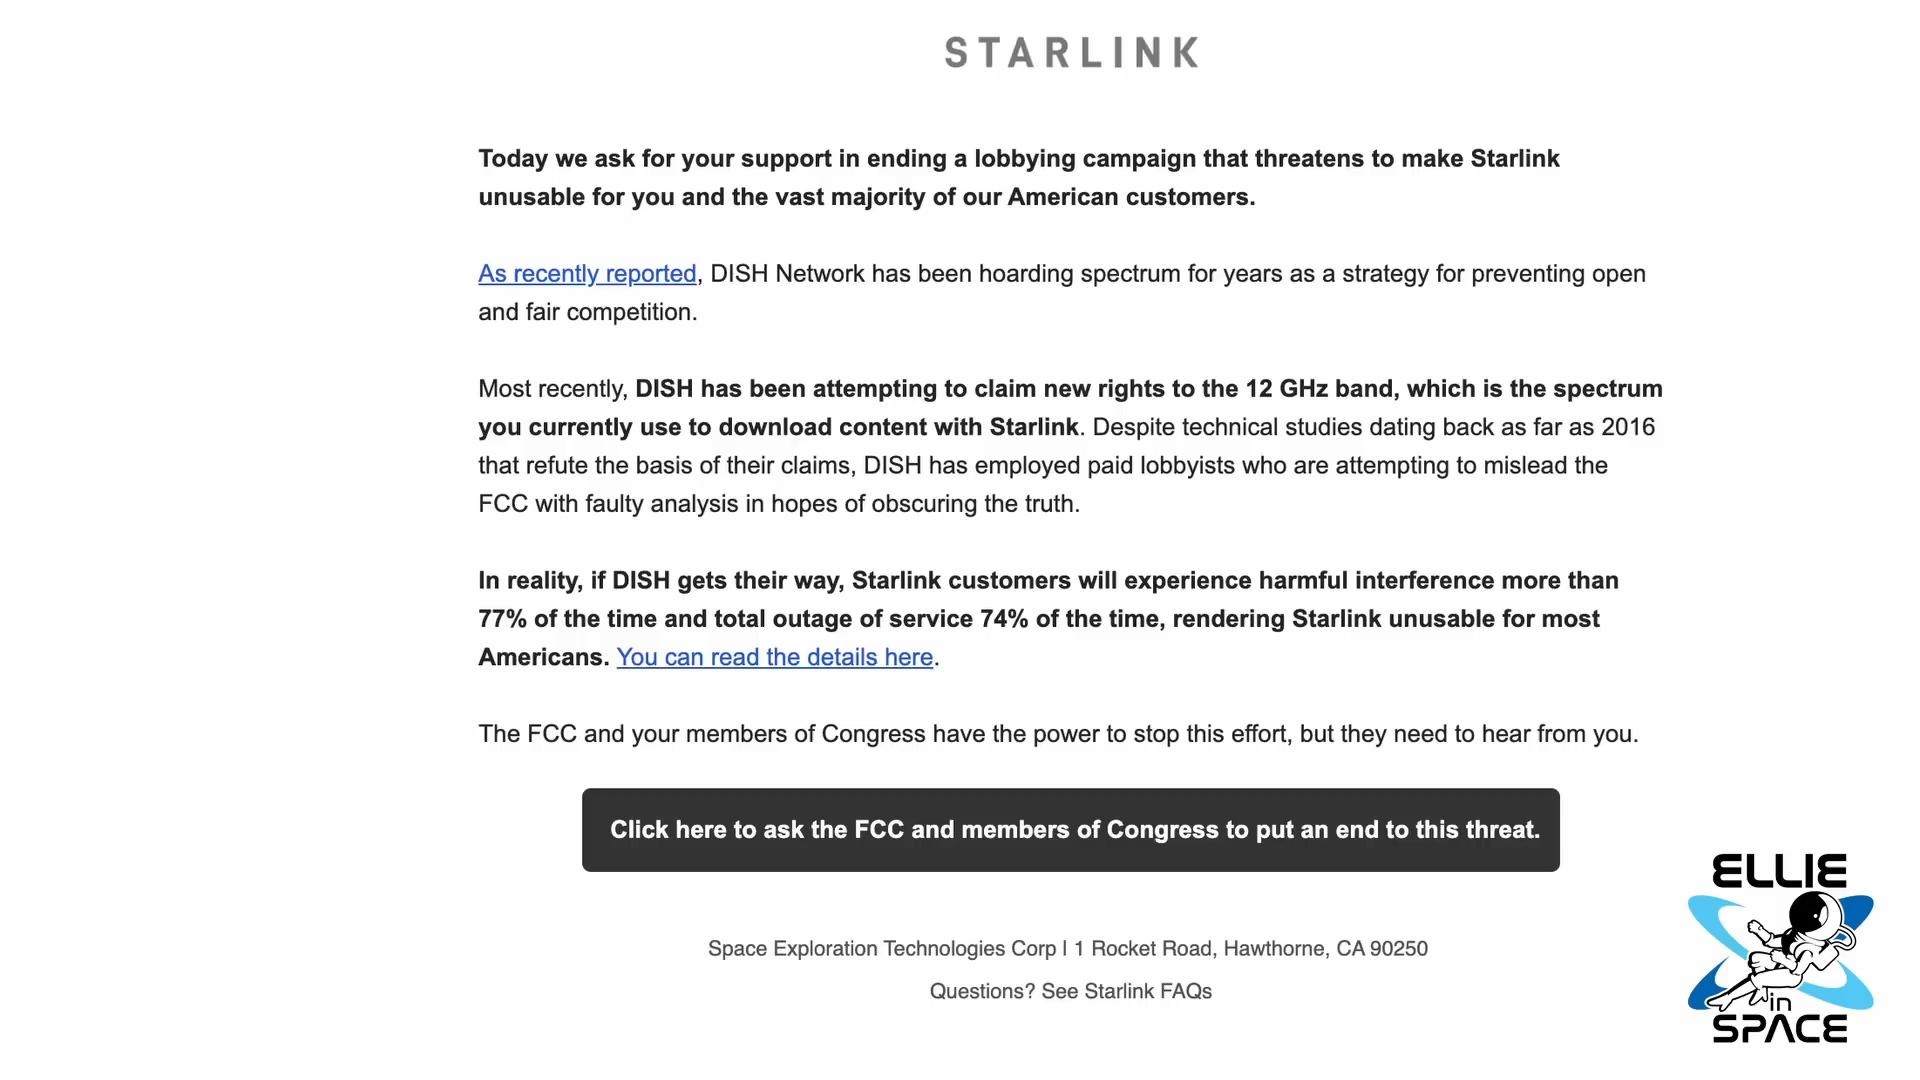 STARLINK
Today we ask for your support in ending a lobbying campaign that threatens to make Starlink
unusable for you and the vast majority of our American customers.
As recently reported, DISH Network has been hoarding spectrum for years as a strategy for preventing open
and fair competition.
Most recently, DISH has been attempting to claim new rights to the 12 GHz band, which is the spectrum
you currently use to download content with Starlink. Despite technical studies dating back as far as 2016
that refute the basis of their claims, DISH has employed paid lobbyists who are attempting to mislead the
FCC with faulty analysis in hopes of obscuring the truth.
In reality, if DISH gets their way, Starlink customers will experience harmful interference more than
77% of the time and total outage of service 74% of the time, rendering Starlink unusable for most
Americans. You can read the details here.
The FCC and your members of Congress have the power to stop this effort, but they need to hear from you.
Click here to ask the FCC and members of Congress to put an end to this threat.
Space Exploration Technologies Corp | 1 Rocket Road, Hawthorne, CA 90250
Questions? See Starlink FAQs
ELLIE
in
SPACE